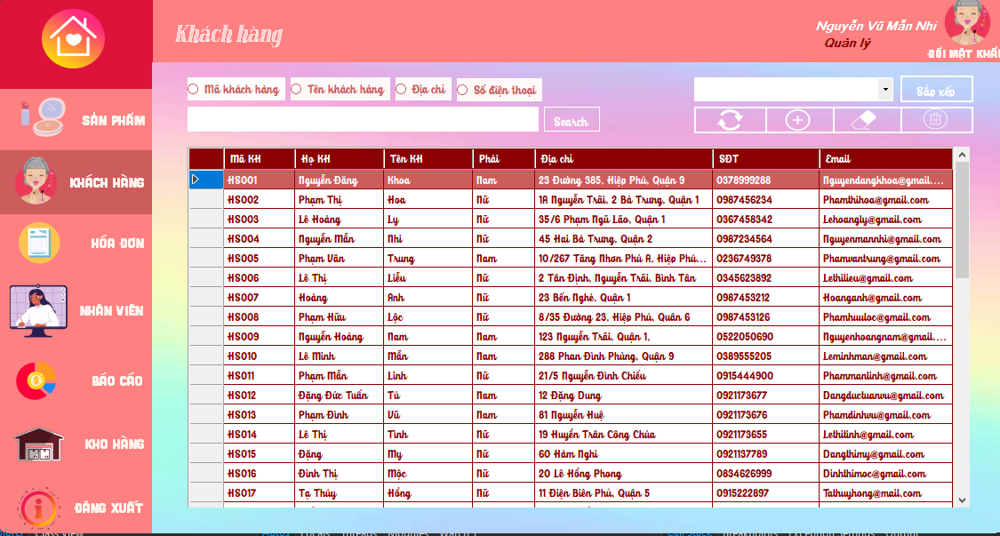 Khách hàng
Nguyễn Vũ Mẫn Nhi
Quản lý
ĐỔI MẬT KHẨ
SẢN PHẨM
KHÁCH HÀNG
HÓA ĐƠN
NHÂN VIÊN
BÁO CÁO
KHO HÀNG
ĐĂNG XUẤT
Mã khách hàng Tên khách hàng Địa chỉ Số điện thoại
Sắp xếp
Search
Mã KH Họ KH Tên KH Phái Địa chỉ SĐT Email
HS001 Nguyễn Đăng Khoa Nam 23 Đường 385, Hiệp Phú, Quận 9 0378999288 Nguyendangkhoa@gmail....
HS002 Phạm Thị Hoa Nữ 1A Nguyễn Trãi, 2 Bà Trưng, Quận 1 0987456234 Phamthihoa@gmail.com
HS003 Lê Hoàng Ly Nữ 35/6 Phạm Ngũ Lão, Quận 1 0367458342 Lehoangly@gmail.com
HS004 Nguyễn Mẫn Nhi Nữ 45 Hai Bà Trưng, Quận 2 0987234564 Nguyenmannhi@gmail.com
HS005 Phạm Văn Trung Nam 10/267 Tăng Nhơn Phú A, Hiệp Phú... 0236749378 Phamvantrung@gmail.com
HS006 Lê Thị Liễu Nữ 2 Tân Định, Nguyễn Trãi, Bình Tân 0345623892 Lethilieu@gmail.com
HS007 Hoàng Anh Nữ 23 Bến Nghé, Quận 1 0987453212 Hoanganh@gmail.com
HS008 Phạm Hữu Lộc Nữ 8/35 Đường 23, Hiệp Phú, Quận 6 0987453126 Phamhuuloc@gmail.com
HS009 Nguyễn Hoàng Nam Nam 123 Nguyễn Trãi, Quận 1, 0522050690 Nguyenhoangnam@gmail....
HS010 Lê Minh Mẫn Nam 288 Phan Đình Phùng, Quận 9 0389555205 Leminhman@gmail.com
HS011 Phạm Mẫn Linh Nữ 21/5 Nguyễn Đình Chiểu 0915444900 Phammanlinh@gmail.com
HS012 Đặng Đức Tuấn Tú Nam 12 Đặng Dung 0921173677 Dangductuanvu@gmail.com
HS013 Phạm Đình Vũ Nam 81 Nguyễn Huệ 0921173676 Phamdinhvu@gmail.com
HS014 Lê Thị Tình Nữ 19 Huyền Trân Công Chúa 0921173655 Lethilinh@gmail.com
HS015 Đặng My Nữ 60 Hàm Nghi 0921137789 Dangthimy@gmail.com
HS016 Đinh Thị Mộc Nữ 20 Lê Hồng Phong 0834626999 Dinhthimoc@gmail.com
HS017 Tạ Thúy Hồng Nữ 11 Điện Biên Phủ, Quận 5 0915222897 Tathuyhong@mail.com